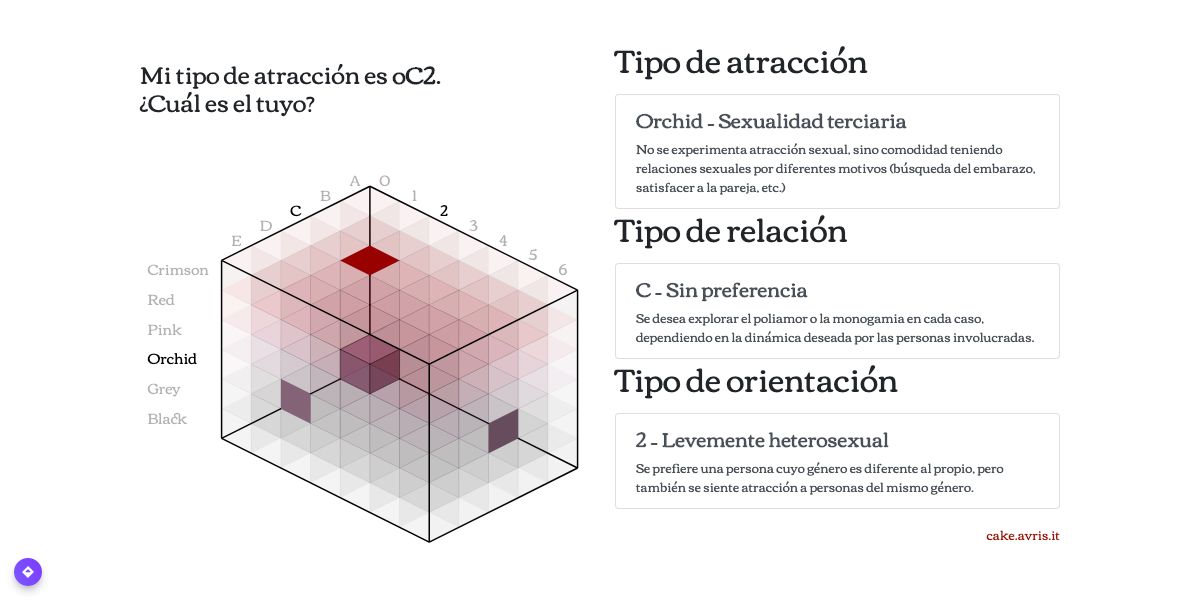 Mi tipo de atracción es oC2.
¿Cuál es el tuyo?
A O
B 1
C 2
D 3
E 4
5
6
Crimson
Red
Pink
Orchid
Grey
Black
Tipo de atracción
Orchid - Sexualidad terciaria
No se experimenta atracción sexual, sino comodidad teniendo
relaciones sexuales por diferentes motivos (búsqueda del embarazo,
satisfacer a la pareja, etc.)
Tipo de relación
C - Sin preferencia
Se desea explorar el poliamor o la monogamia en cada caso,
dependiendo en la dinámica deseada por las personas involucradas.
Tipo de orientación
2 - Levemente heterosexual
Se prefiere una persona cuyo género es diferente al propio, pero
también se siente atracción a personas del mismo género.
cake.avris.it